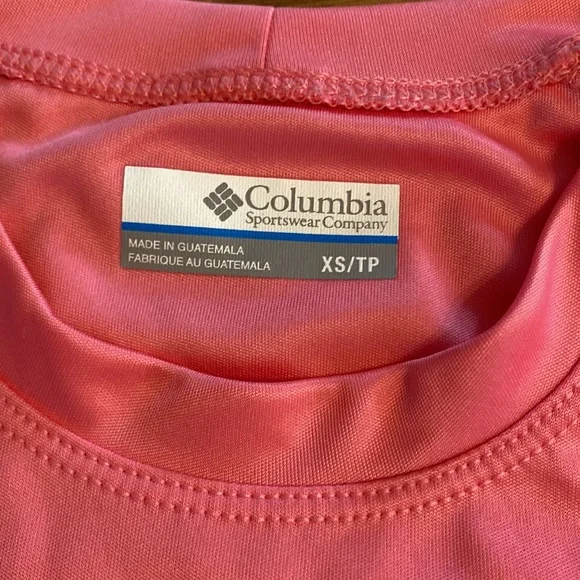 Columbia
Sportswear Company
MADE IN GUATEMALA
FABRIQUE AU GUATEMALA
XS/TP